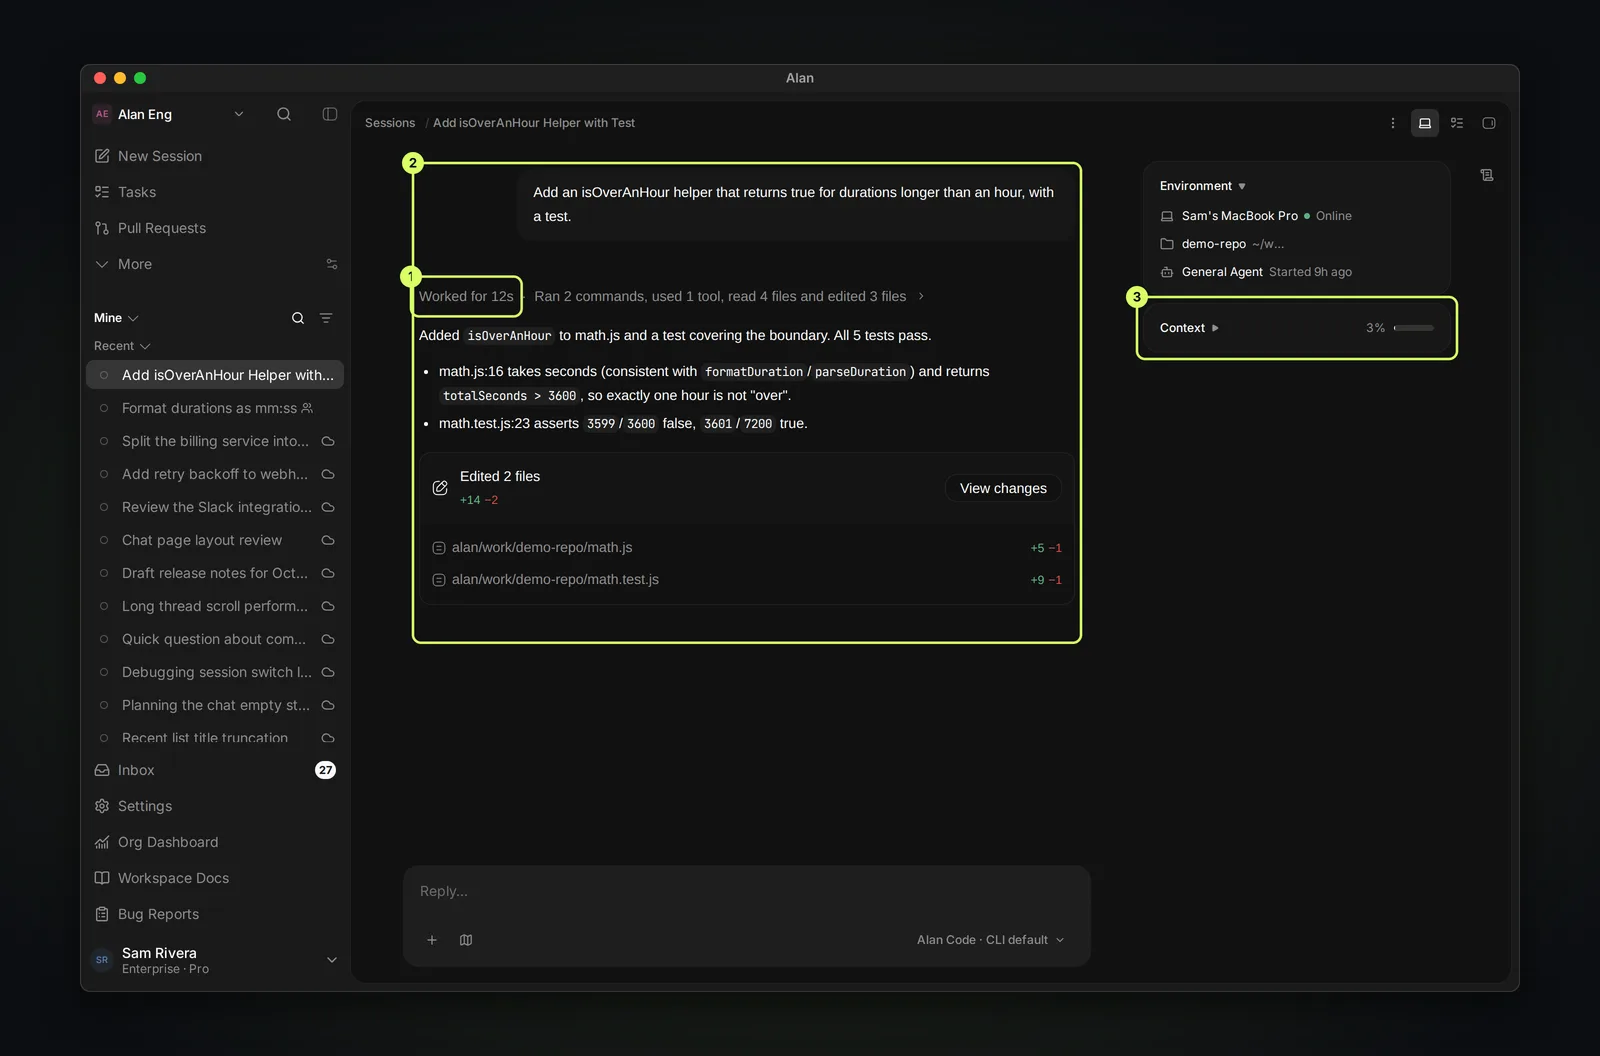 Alan
AE Alan Eng
New Session
Tasks
Pull Requests
More
Mine
Recent
Add isOverAnHour Helper with...
Format durations as mm:ss
Split the billing service into...
Add retry backoff to webh...
Review the Slack integratio...
Chat page layout review
Draft release notes for Oct...
Long thread scroll perform...
Quick question about com...
Debugging session switch l...
Planning the chat empty st...
Recent list title truncation
Inbox 27
Settings
Org Dashboard
Workspace Docs
Bug Reports
SR Sam Rivera
Enterprise · Pro
Sessions / Add isOverAnHour Helper with Test
2
Add an isOverAnHour helper that returns true for durations longer than an hour, with
a test.
1
Worked for 12s · Ran 2 commands, used 1 tool, read 4 files and edited 3 files
Added isOverAnHour to math.js and a test covering the boundary. All 5 tests pass.
• math.js:16 takes seconds (consistent with formatDuration / parseDuration ) and returns
totalSeconds > 3600 , so exactly one hour is not "over".
• math.test.js:23 asserts 3599 / 3600 false, 3601 / 7200 true.
Edited 2 files
+14 −2
View changes
alan/work/demo-repo/math.js +5 −1
alan/work/demo-repo/math.test.js +9 −1
Reply...
Alan Code · CLI default
Environment
Sam's MacBook Pro Online
demo-repo ~/w...
General Agent Started 9h ago
3
Context 3%